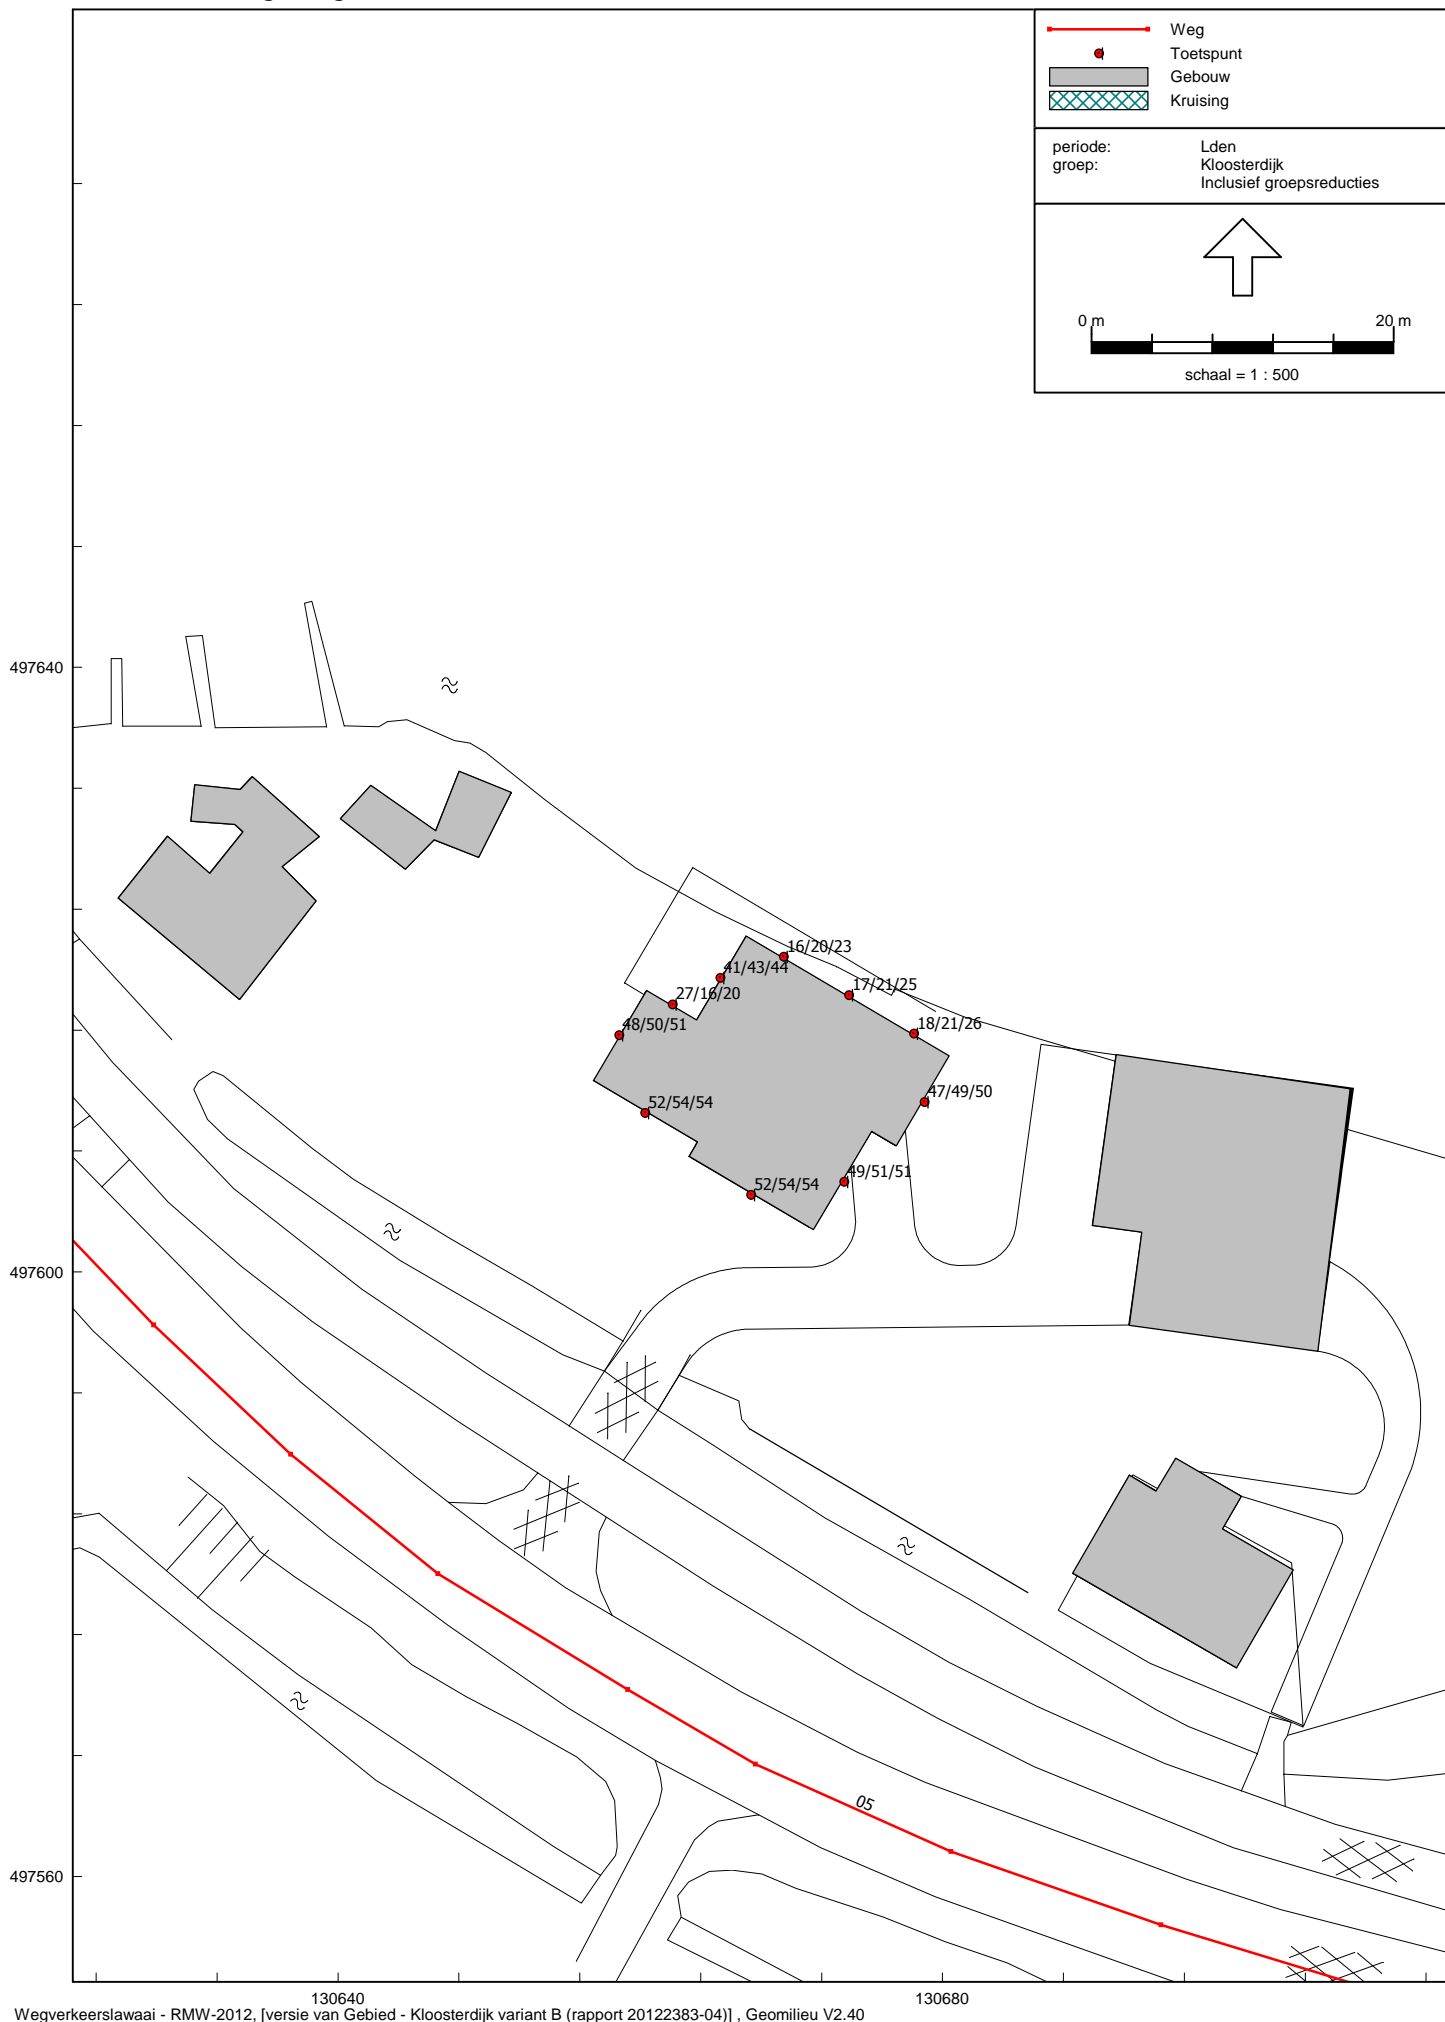 Weg
Toetspunt
Gebouw
Kruising
periode: Lden
groep: Kloosterdijk
Inclusief groepsreducties
0 m 20 m
schaal = 1 : 500
497640
16/20/23
41/43/44
17/21/25
27/16/20
18/21/26
48/50/51
47/49/50
52/54/54
49/51/51
52/54/54
497600
05
497560
130640 130680
Wegverkeerslawaai - RMW-2012, [versie van Gebied - Kloosterdijk variant B (rapport 20122383-04)] , Geomilieu V2.40